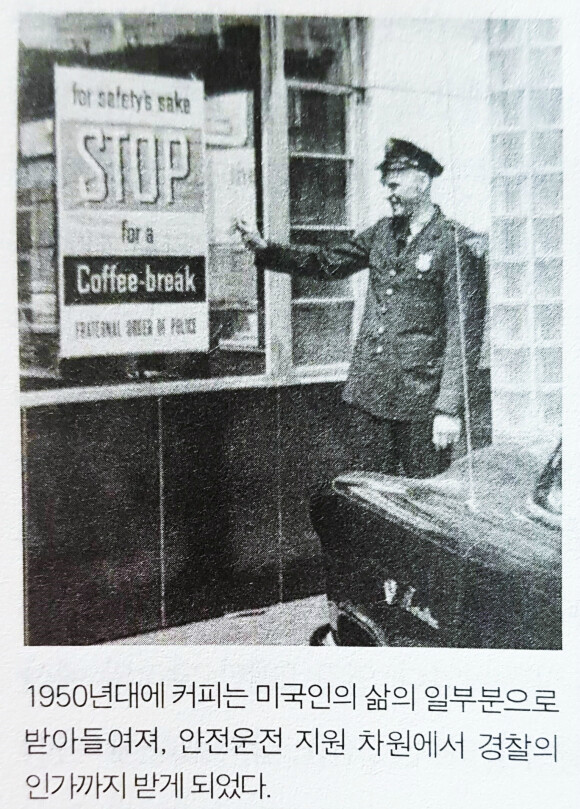 for safety's sake
STOP
for a
Coffee-break
FRATERNAL ORDER OF POLICE
1950년대에 커피는 미국인의 삶의 일부분으로
받아들여져, 안전운전 지원 차원에서 경찰의
인가까지 받게 되었다.